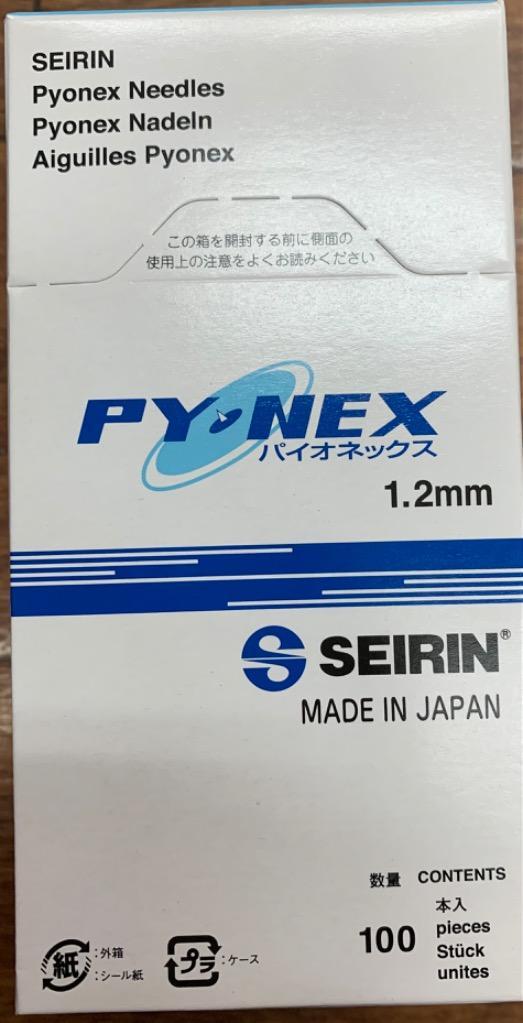 SEIRIN
Pyonex Needles
Pyonex Nadeln
Aiguilles Pyonex
この箱を開封する前に側面の
使用上の注意をよくお読みください
PYONEX
パイオネックス
1.2mm
SEIRIN®
MADE IN JAPAN
数量 CONTENTS
100 本入
pieces
Stück
unites
紙 :外箱
:シール紙
プラ :ケース